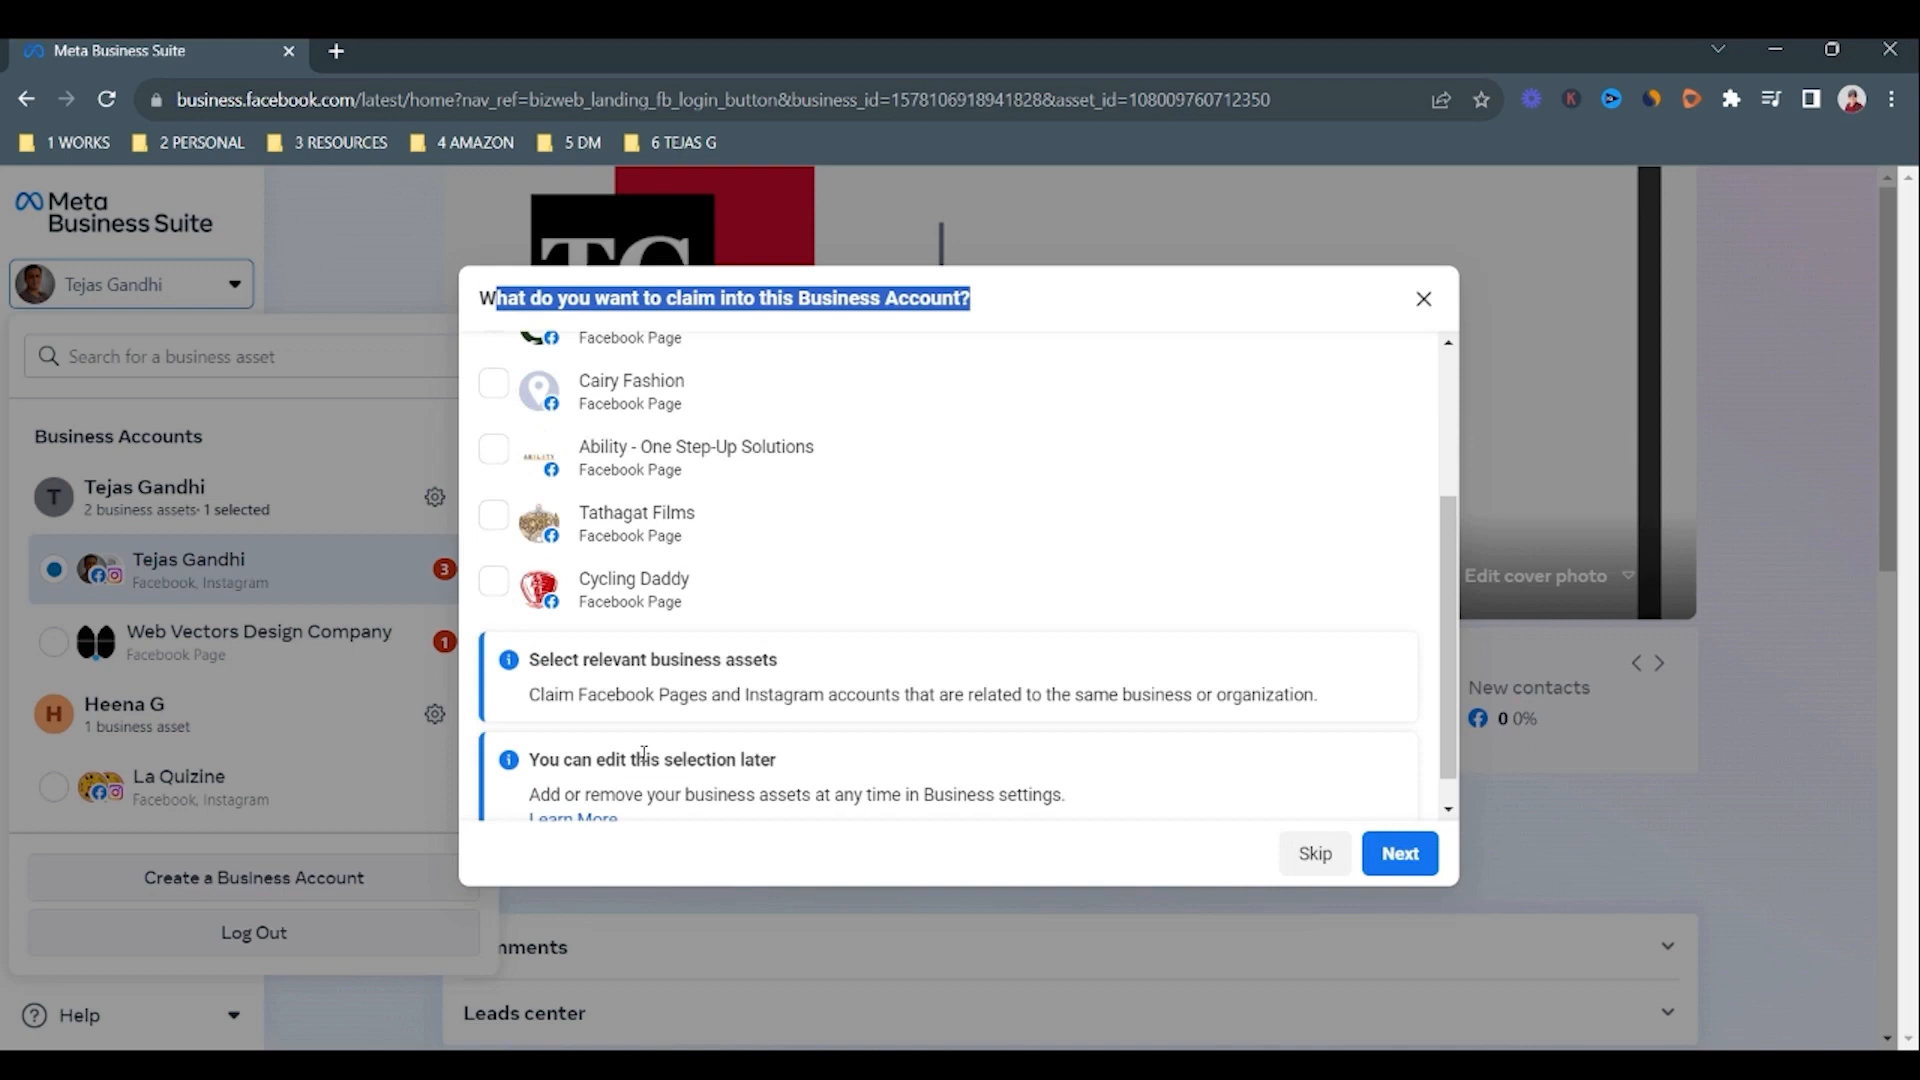 Meta Business Suite
business.facebook.com/latest/home?nav_ref=bizweb_landing_fb_login_button&business_id=1578106918941828&asset_id=108009760712350
1 WORKS
2 PERSONAL
3 RESOURCES
4 AMAZON
5 DM
6 TEJAS G
Meta
Business Suite
Tejas Gandhi
Search for a business asset
Business Accounts
T
Tejas Gandhi
2 business assets· 1 selected
Tejas Gandhi
Facebook, Instagram
3
Web Vectors Design Company
Facebook Page
1
H
Heena G
1 business asset
La Quizine
Facebook, Instagram
Create a Business Account
Log Out
Help
TG
What do you want to claim into this Business Account?
Facebook Page
Cairy Fashion
Facebook Page
ABILITY
Ability - One Step-Up Solutions
Facebook Page
Tathagat Films
Facebook Page
Cycling Daddy
Facebook Page
Select relevant business assets
Claim Facebook Pages and Instagram accounts that are related to the same business or organization.
You can edit this selection later
Add or remove your business assets at any time in Business settings.
Learn More
Skip
Next
Edit cover photo
New contacts
0 0%
mments
Leads center